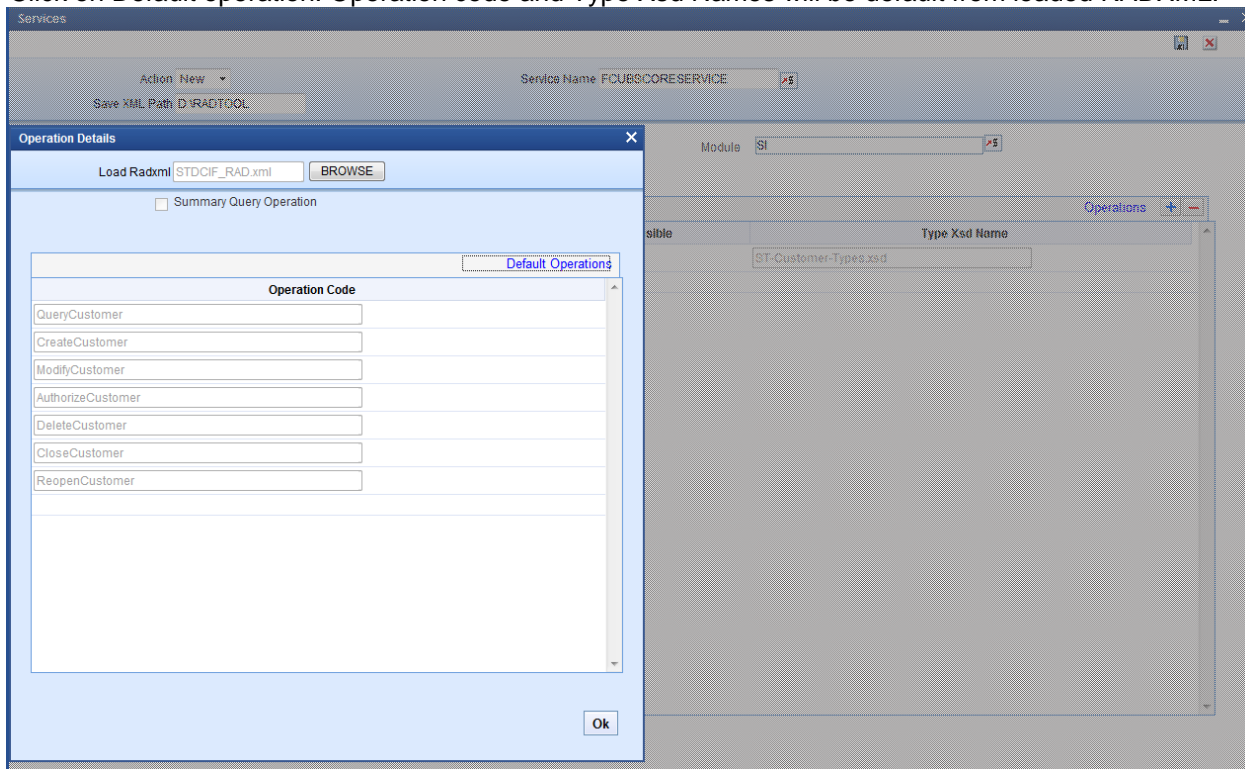 Click on Default operation. Operation code and Type Xsd Names will be default from loaded RADXML.
Services
Action New
Service Name FCUBSCORESERVICE
Save XML Path D:\RADTOOL
Operation Details
Module SI
Load Radxml STDCIF_RAD.xml BROWSE
Summary Query Operation
Operations
sible
Type Xsd Name
Default Operations
ST-Customer-Types.xsd
Operation Code
QueryCustomer
CreateCustomer
ModifyCustomer
AuthorizeCustomer
DeleteCustomer
CloseCustomer
ReopenCustomer
Ok